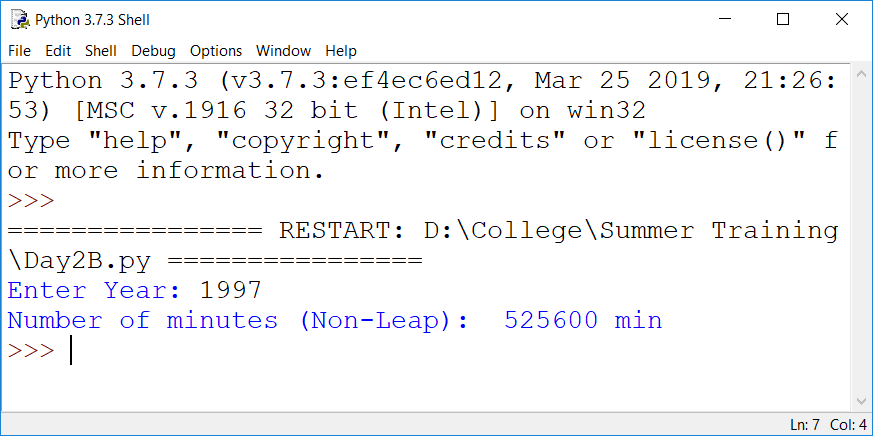 Python 3.7.3 Shell
File Edit Shell Debug Options Window Help
Python 3.7.3 (v3.7.3:ef4ec6ed12, Mar 25 2019, 21:26:
53) [MSC v.1916 32 bit (Intel)] on win32
Type "help", "copyright", "credits" or "license()" f
or more information.
>>>
================ RESTART: D:\College\Summer Training
\Day2B.py ================
Enter Year: 1997
Number of minutes (Non-Leap):  525600 min
>>>
Ln: 7 Col: 4